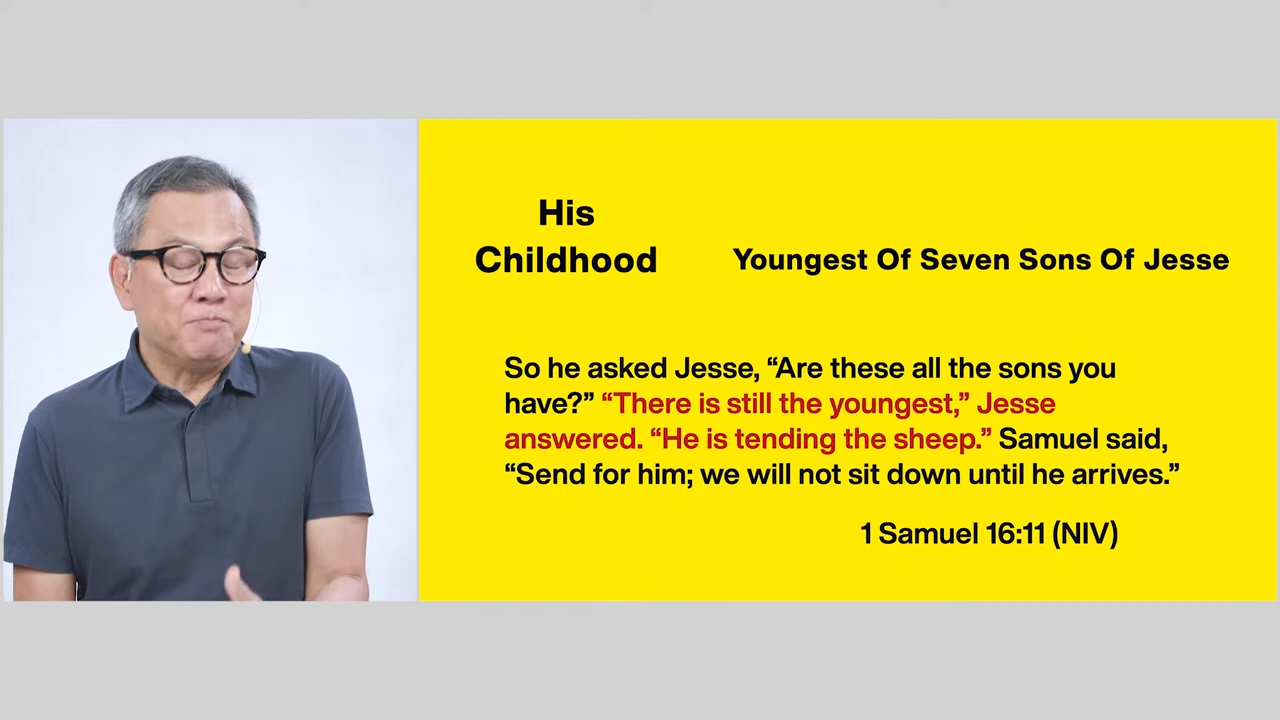 His
Childhood
Youngest Of Seven Sons Of Jesse
So he asked Jesse, “Are these all the sons you
have?” “There is still the youngest,” Jesse
answered. “He is tending the sheep.” Samuel said,
“Send for him; we will not sit down until he arrives.”
1 Samuel 16:11 (NIV)